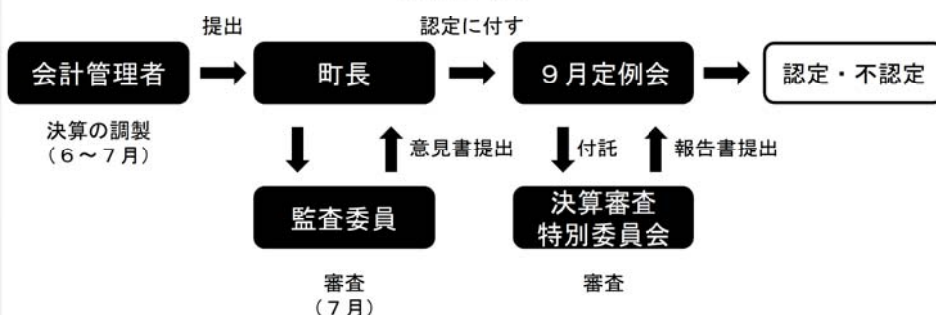 提出
認定に付す
会計管理者
町長
９月定例会
認定・不認定
決算の調製
（６～７月）
意見書提出
付託
報告書提出
監査委員
決算審査
特別委員会
審査
（７月）
審査